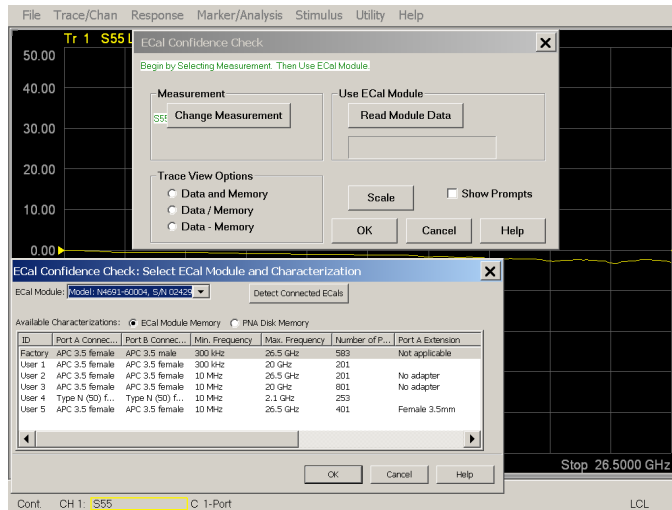 File Trace/Chan Response Marker/Analysis Stimulus Utility Help
Tr 1 S55 L
50.00
40.00
30.00
20.00
10.00
0.00
ECal Confidence Check
Begin by Selecting Measurement. Then Use ECal Module.
Measurement
S55
Change Measurement
Use ECal Module
Read Module Data
Trace View Options
Data and Memory
Data / Memory
Data - Memory
Scale
Show Prompts
OK Cancel Help
ECal Confidence Check: Select ECal Module and Characterization
ECal Module: Model: N4691-60004, S/N 02429
Detect Connected ECals
Available Characterizations: ECal Module Memory PNA Disk Memory
ID Port A Connec... Port B Connec... Min. Frequency Max. Frequency Number of P... Port A Extension
Factory APC 3.5 female APC 3.5 male 300 kHz 26.5 GHz 583 Not applicable
User 1 APC 3.5 female APC 3.5 female 300 kHz 20 GHz 201
User 2 APC 3.5 female APC 3.5 female 10 MHz 26.5 GHz 201 No adapter
User 3 APC 3.5 female APC 3.5 female 10 MHz 20 GHz 801 No adapter
User 4 Type N (50) f... Type N (50) f... 10 MHz 2.1 GHz 253
User 5 APC 3.5 female APC 3.5 female 10 MHz 26.5 GHz 401 Female 3.5mm
OK Cancel Help
Stop 26.5000 GHz
Cont. CH 1: S55 C 1-Port LCL